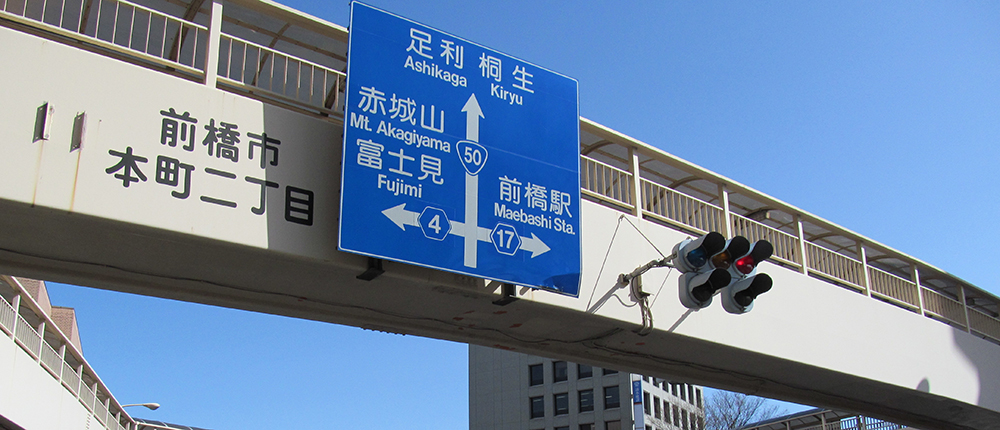 前橋市
本町二丁目
足利 桐生
Ashikaga Kiryu
赤城山
Mt. Akagiyama
富士見
Fujimi
50
前橋駅
Maebashi Sta.
4
17